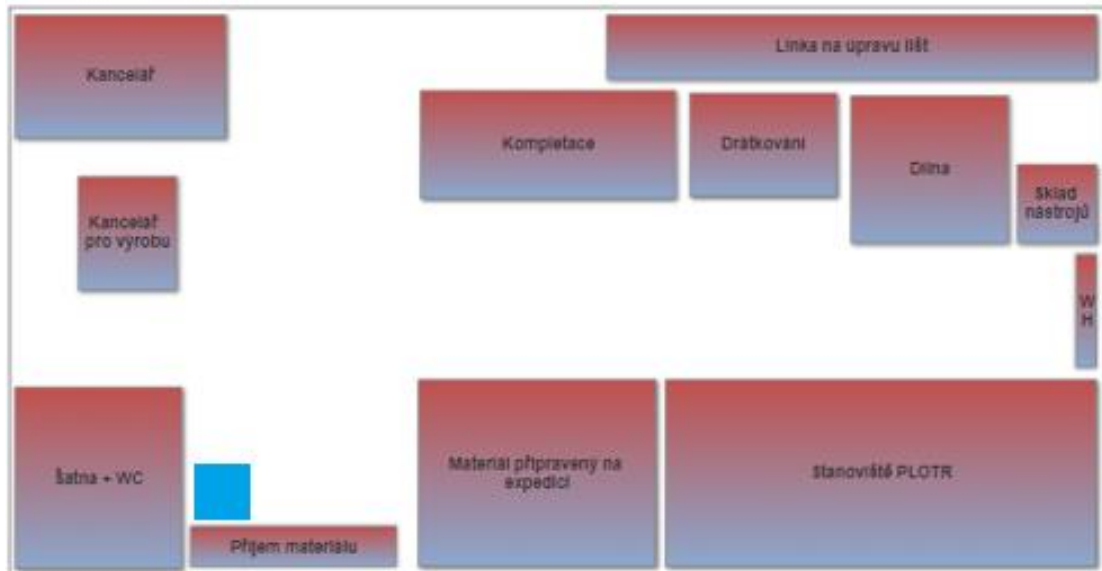 Linka na úpravu lišt
Kancelář
Kompletace
Drátkování
Dílna
Sklad
nástrojů
Kancelář
pro výrobu
W
H
Šatna + WC
Materiál připravený na
expedici
Stanoviště PLOTR
Příjem materiálu